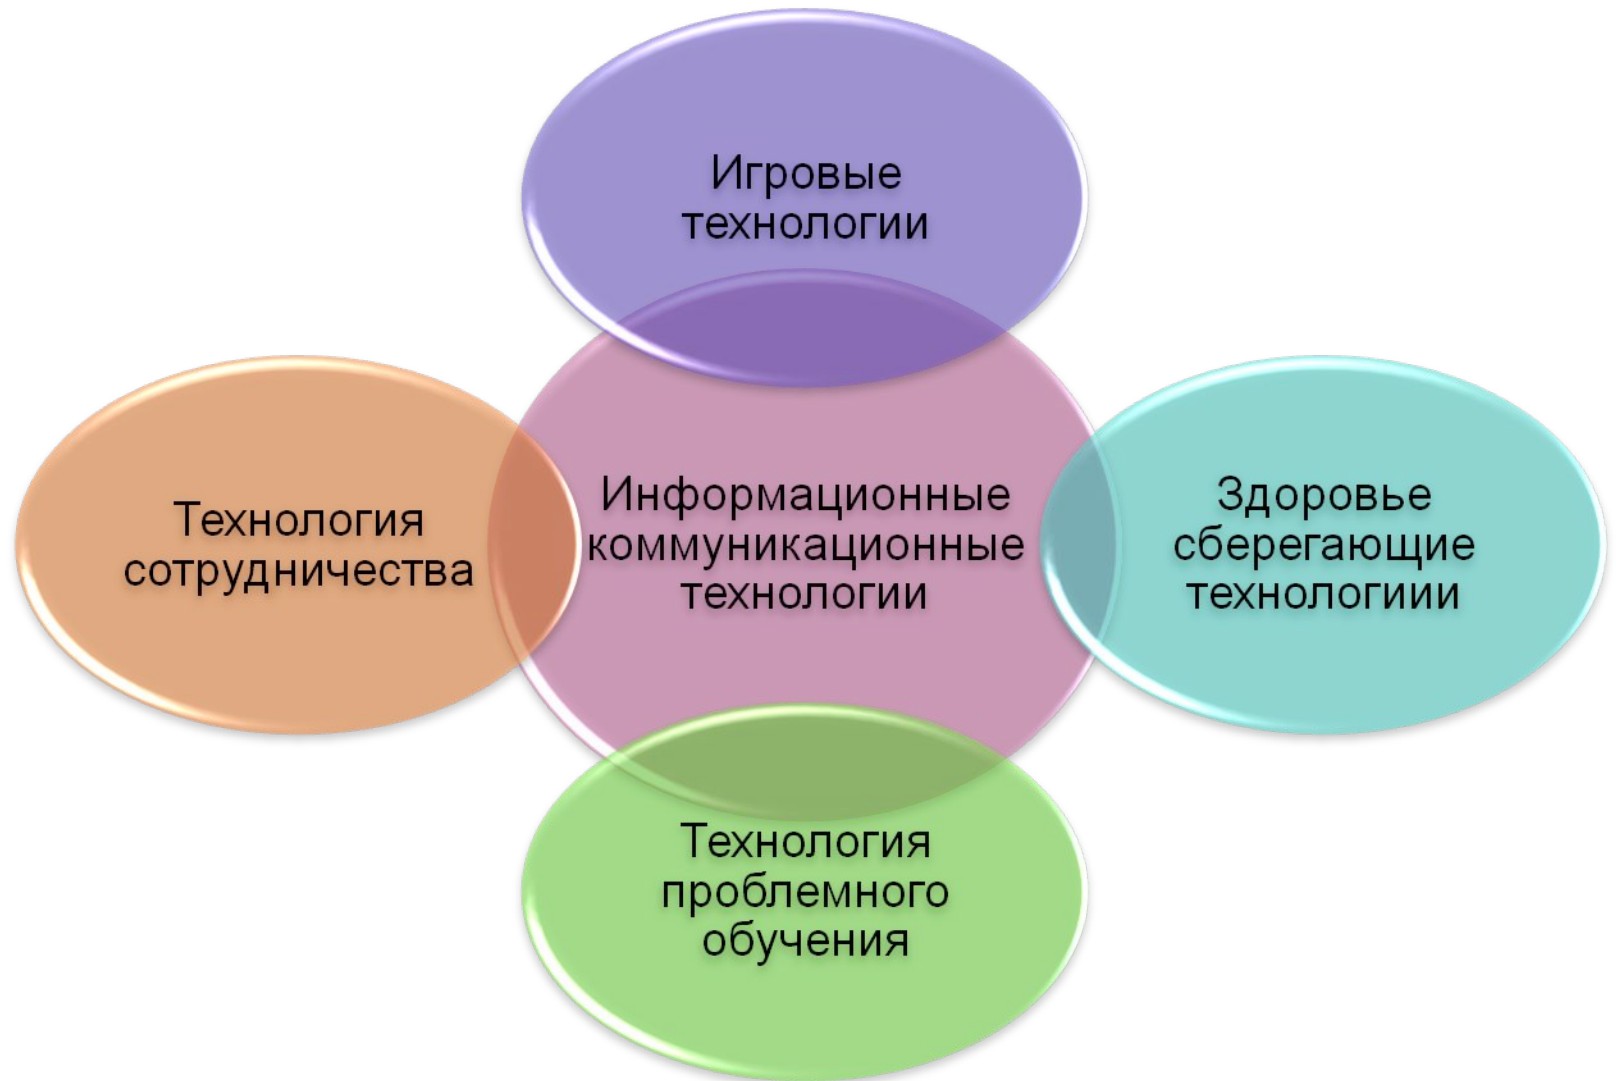 Игровые
технологии
Технология
сотрудничества
Информационные
коммуникационные
технологии
Здоровье
сберегающие
технологиии
Технология
проблемного
обучения